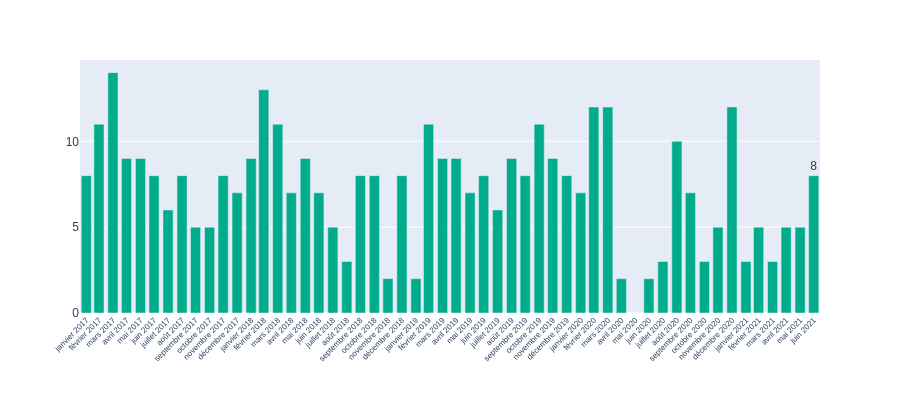 10
5
0
8
janvier 2017
février 2017
mars 2017
avril 2017
mai 2017
juin 2017
juillet 2017
août 2017
septembre 2017
octobre 2017
novembre 2017
décembre 2017
janvier 2018
février 2018
mars 2018
avril 2018
mai 2018
juin 2018
juillet 2018
août 2018
septembre 2018
octobre 2018
novembre 2018
décembre 2018
janvier 2019
février 2019
mars 2019
avril 2019
mai 2019
juin 2019
juillet 2019
août 2019
septembre 2019
octobre 2019
novembre 2019
décembre 2019
janvier 2020
février 2020
mars 2020
avril 2020
mai 2020
juin 2020
juillet 2020
août 2020
septembre 2020
octobre 2020
novembre 2020
décembre 2020
janvier 2021
février 2021
mars 2021
avril 2021
mai 2021
juin 2021